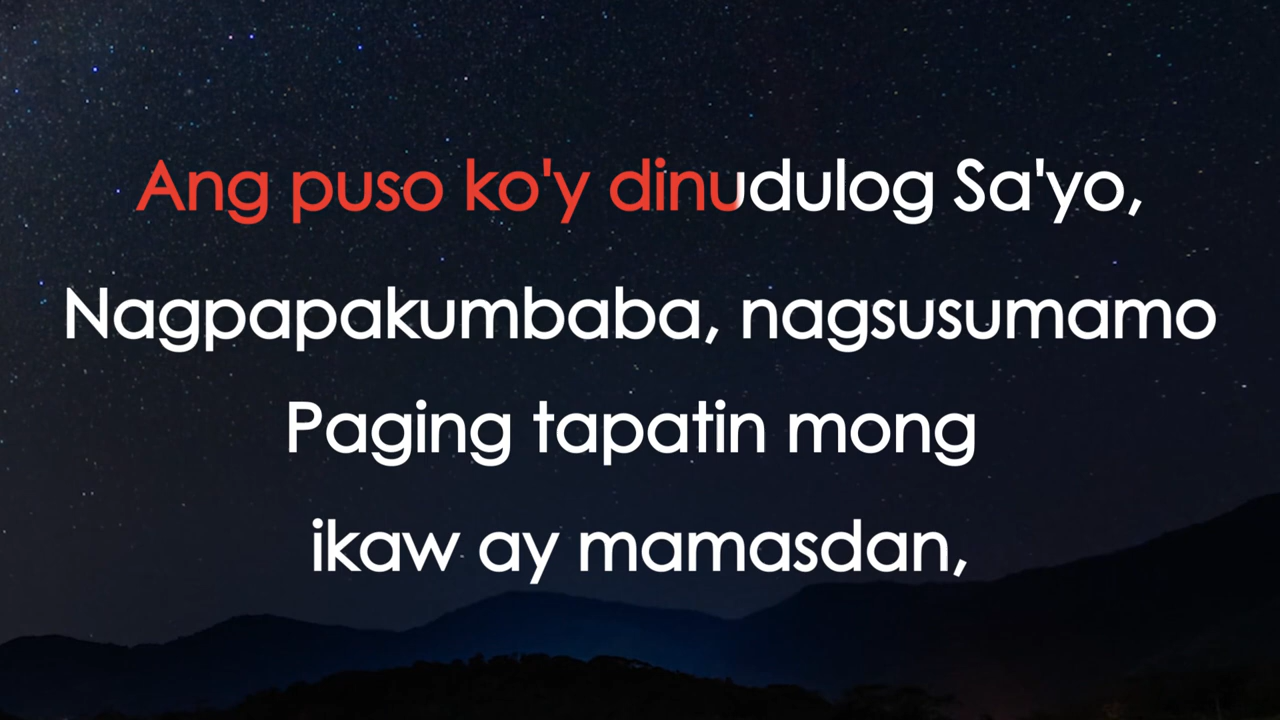 Ang puso ko'y dinudulog Sa'yo,
Nagpapakumbaba, nagsusumamo
Paging tapatin mong
ikaw ay mamasdan,